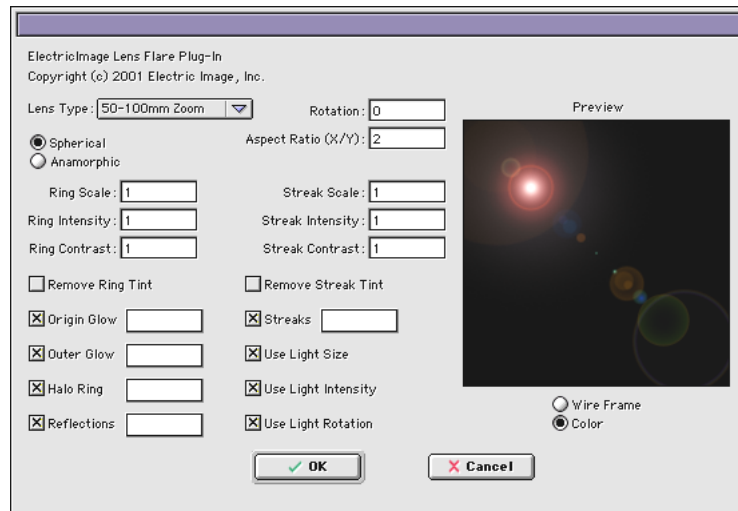 ElectricImage Lens Flare Plug-In
Copyright (c) 2001 Electric Image, Inc.
Lens Type: 50-100mm Zoom
Rotation: 0
Preview
Spherical
Aspect Ratio (X/Y): 2
Anamorphic
Ring Scale: 1
Streak Scale: 1
Ring Intensity: 1
Streak Intensity: 1
Ring Contrast: 1
Streak Contrast: 1
Remove Ring Tint
Remove Streak Tint
Origin Glow
Streaks
Outer Glow
Use Light Size
Halo Ring
Use Light Intensity
Wire Frame
Reflections
Use Light Rotation
Color
OK
Cancel